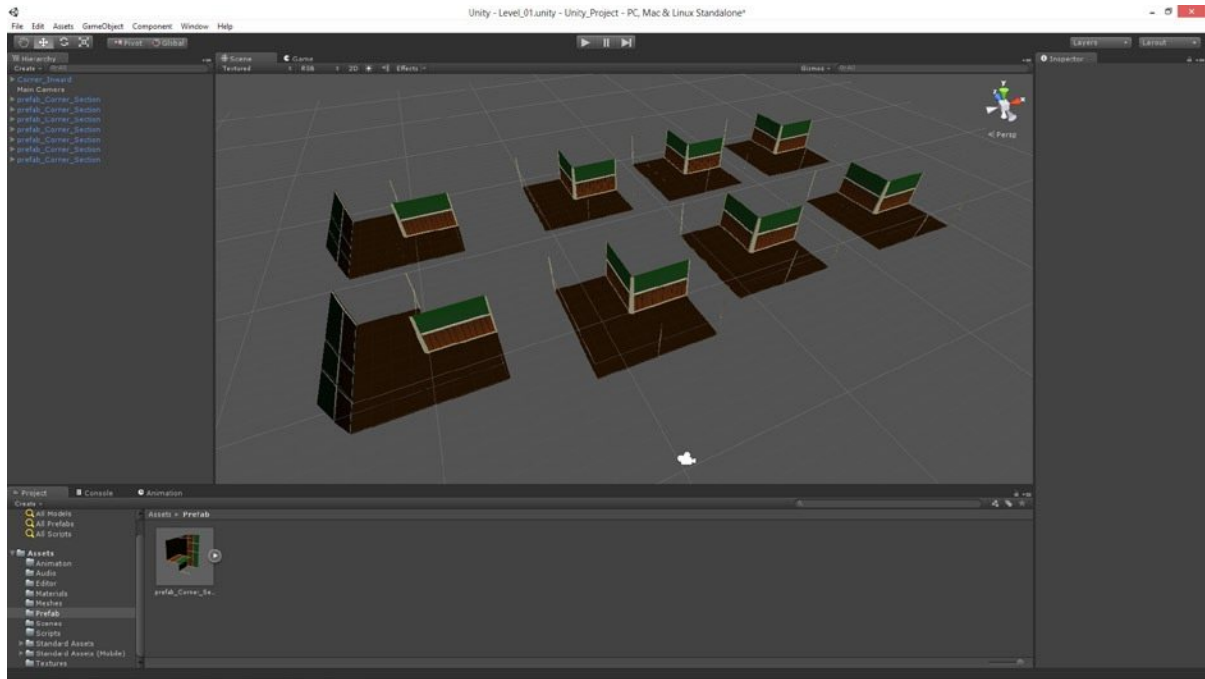 Unity - Level_01.unity - Unity_Project - PC, Mac & Linux Standalone*
File Edit Assets GameObject Component Window Help
Pivot Global Layers Layout
Hierarchy
Create
Corner_Inward
Main Camera
prefab_Corner_Section
prefab_Corner_Section
prefab_Corner_Section
prefab_Corner_Section
prefab_Corner_Section
prefab_Corner_Section
prefab_Corner_Section
Scene Game
Textured RGB 2D Effects Gizmos
y
x
Persp
Inspector
Project Console Animation
Create
All Models
All Prefabs
All Scripts
Assets
Animation
Audio
Editor
Materials
Meshes
Prefab
Scenes
Scripts
Standard Assets
Standard Assets (Mobile)
Textures
Assets Prefab
prefab_Corner_Se...